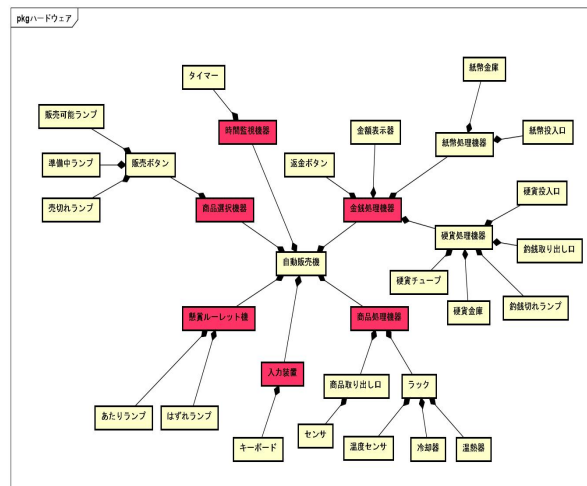 pkgハードウェア
紙幣金庫
タイマー
販売可能ランプ
時間監視機器
金額表示器
紙幣処理機器
紙幣投入口
準備中ランプ
販売ボタン
返金ボタン
硬貨投入口
売切れランプ
商品選択機器
金銭処理機器
硬貨処理機器
釣銭取り出し口
自動販売機
硬貨チューブ
硬貨金庫
釣銭切れランプ
懸賞ルーレット機
商品処理機器
入力装置
商品取り出し口
ラック
あたりランプ
はずれランプ
センサ
キーボード
温度センサ
冷却器
温熱器